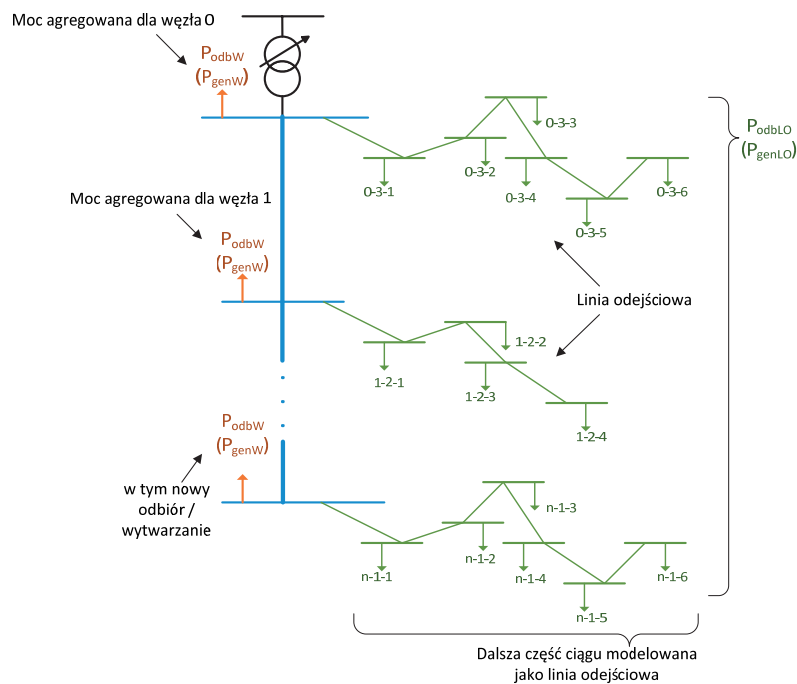 Moc agregowana dla węzła 0
PodbW
(PgenW)
0-3-3
PodbLO
(PgenLO)
0-3-2
0-3-1
0-3-4
0-3-6
0-3-5
Moc agregowana dla węzła 1
PodbW
(PgenW)
Linia odejściowa
1-2-2
1-2-1
1-2-3
1-2-4
PodbW
(PgenW)
w tym nowy
odbiór /
wytwarzanie
n-1-3
n-1-2
n-1-1
n-1-4
n-1-6
n-1-5
Dalsza część ciągu modelowana
jako linia odejściowa